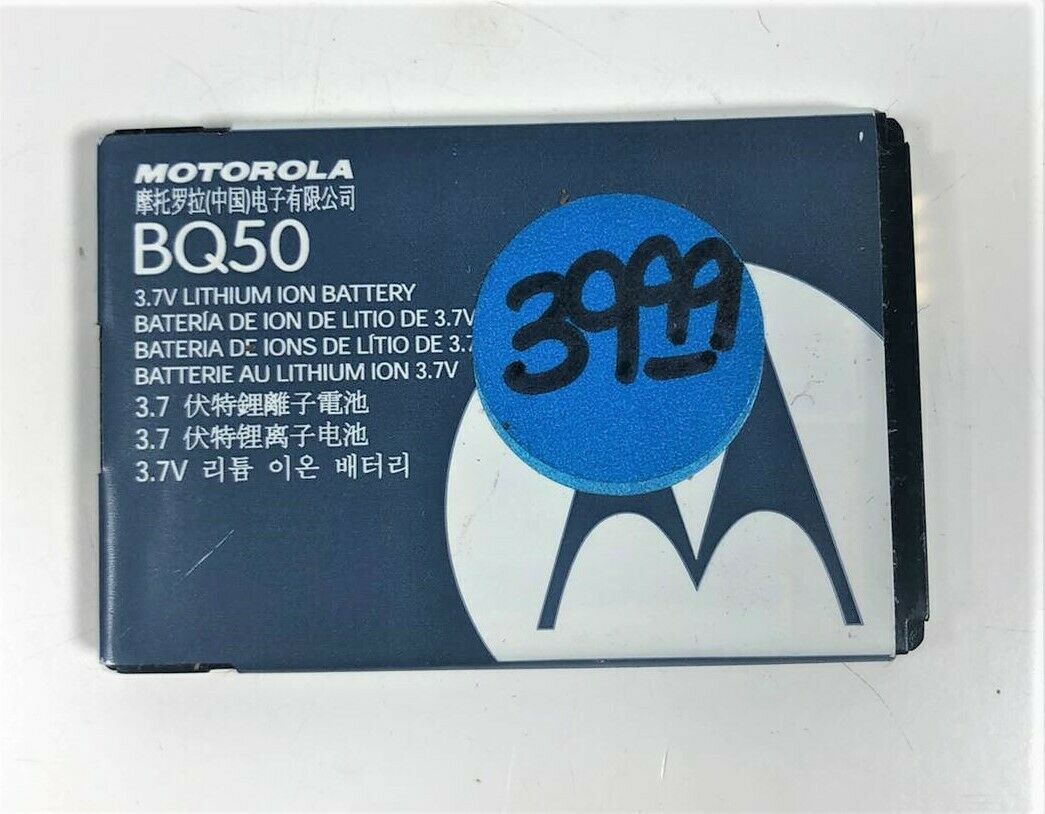 MOTOROLA
摩托罗拉(中国)电子有限公司
BQ50
3.7V LITHIUM ION BATTERY
BATERÍA DE ION DE LITIO DE 3.7V
BATERIA DE IONS DE LÍTIO DE 3.7
BATTERIE AU LITHIUM ION 3.7V
3.7 伏特鋰離子電池
3.7 伏特锂离子电池
3.7V 리튬 이온 배터리
3999